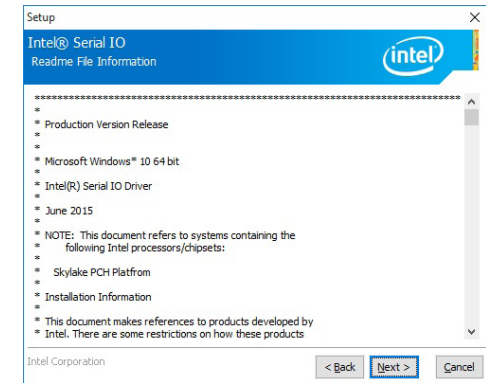 Setup
Intel® Serial IO
Readme File Information
intel
*******************************************************************************
*
* Production Version Release
*
*
* Microsoft Windows* 10 64 bit
*
* Intel(R) Serial IO Driver
*
* June 2015
*
* NOTE: This document refers to systems containing the
* following Intel processors/chipsets:
*
* Skylake PCH Platfrom
*
* Installation Information
*
* This document makes references to products developed by
* Intel. There are some restrictions on how these products
Intel Corporation
< Back
Next >
Cancel